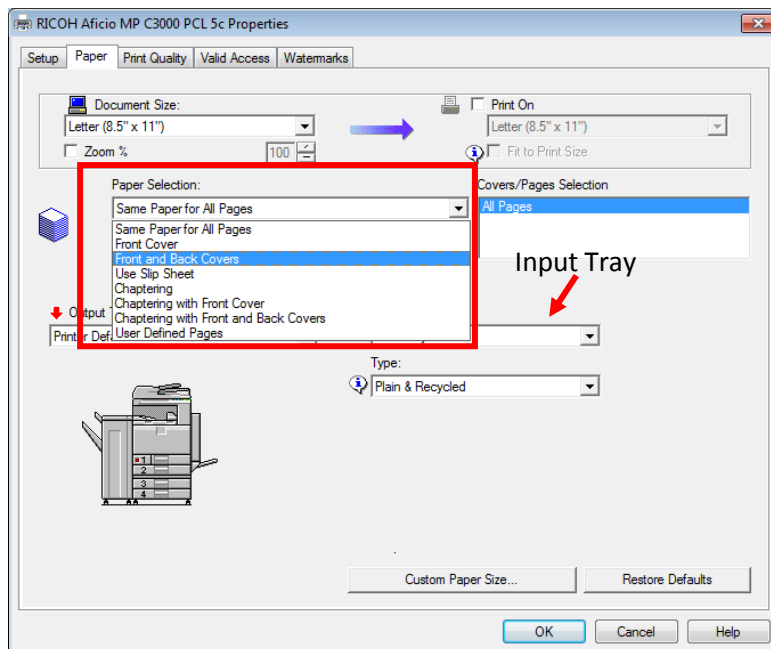 RICOH Aficio MP C3000 PCL 5c Properties
Setup Paper Print Quality Valid Access Watermarks
Document Size:
Print On
Letter (8.5" x 11")
Letter (8.5" x 11")
Zoom %
100
Fit to Print Size
Paper Selection:
Covers/Pages Selection
Same Paper for All Pages
All Pages
Same Paper for All Pages
Front Cover
Front and Back Covers
Use Slip Sheet
Chaptering
Chaptering with Front Cover
Chaptering with Front and Back Covers
User Defined Pages
Input Tray
Output
Printer
Type:
Plain & Recycled
1
2
3
4
Custom Paper Size...
Restore Defaults
OK
Cancel
Help